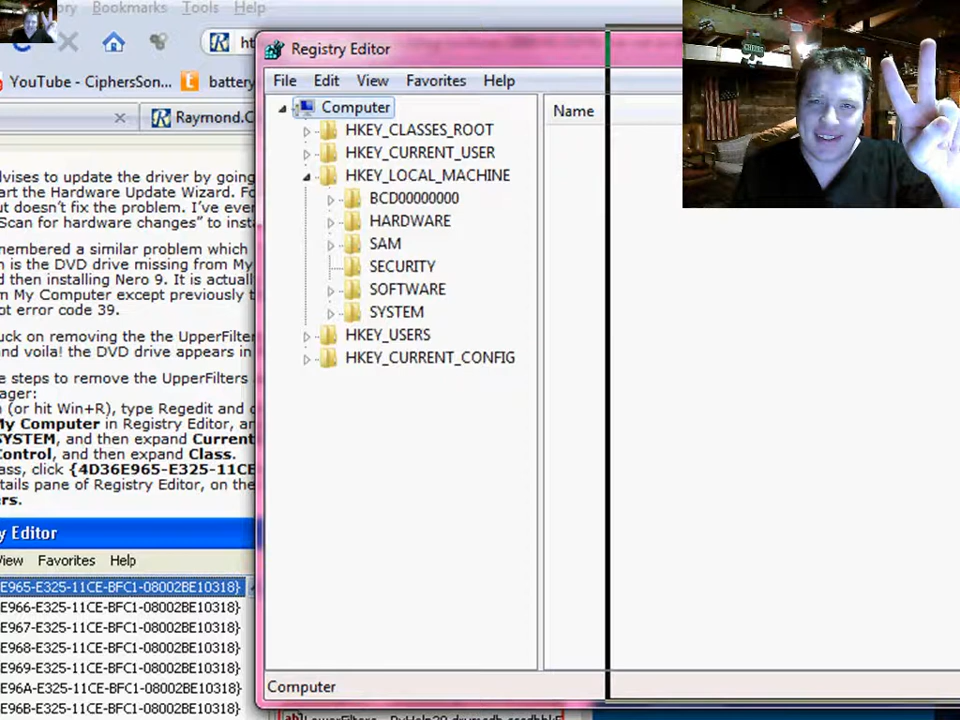 ory Bookmarks Tools Help
YouTube - CiphersSon... battery
Raymond.C
Registry Editor
File Edit View Favorites Help
Computer
HKEY_CLASSES_ROOT
HKEY_CURRENT_USER
HKEY_LOCAL_MACHINE
BCD00000000
HARDWARE
SAM
SECURITY
SOFTWARE
SYSTEM
HKEY_USERS
HKEY_CURRENT_CONFIG
Name
Computer
dvises to update the driver by going
art the Hardware Update Wizard. Fo
ut doesn't fix the problem. I've ever
Scan for hardware changes" to inst
membered a similar problem which
n is the DVD drive missing from My
d then installing Nero 9. It is actual
m My Computer except previously t
ot error code 39.
uck on removing the the UpperFilter
and voila! the DVD drive appears in
e steps to remove the UpperFilters
ager:
n (or hit Win+R), type Regedit and c
My Computer in Registry Editor, an
SYSTEM, and then expand Current
Control, and then expand Class.
ass, click {4D36E965-E325-11CE
etails pane of Registry Editor, on the
ers.
y Editor
View Favorites Help
E965-E325-11CE-BFC1-08002BE10318}
E966-E325-11CE-BFC1-08002BE10318}
E967-E325-11CE-BFC1-08002BE10318}
E968-E325-11CE-BFC1-08002BE10318}
E969-E325-11CE-BFC1-08002BE10318}
E96A-E325-11CE-BFC1-08002BE10318}
E96B-E325-11CE-BFC1-08002BE10318}